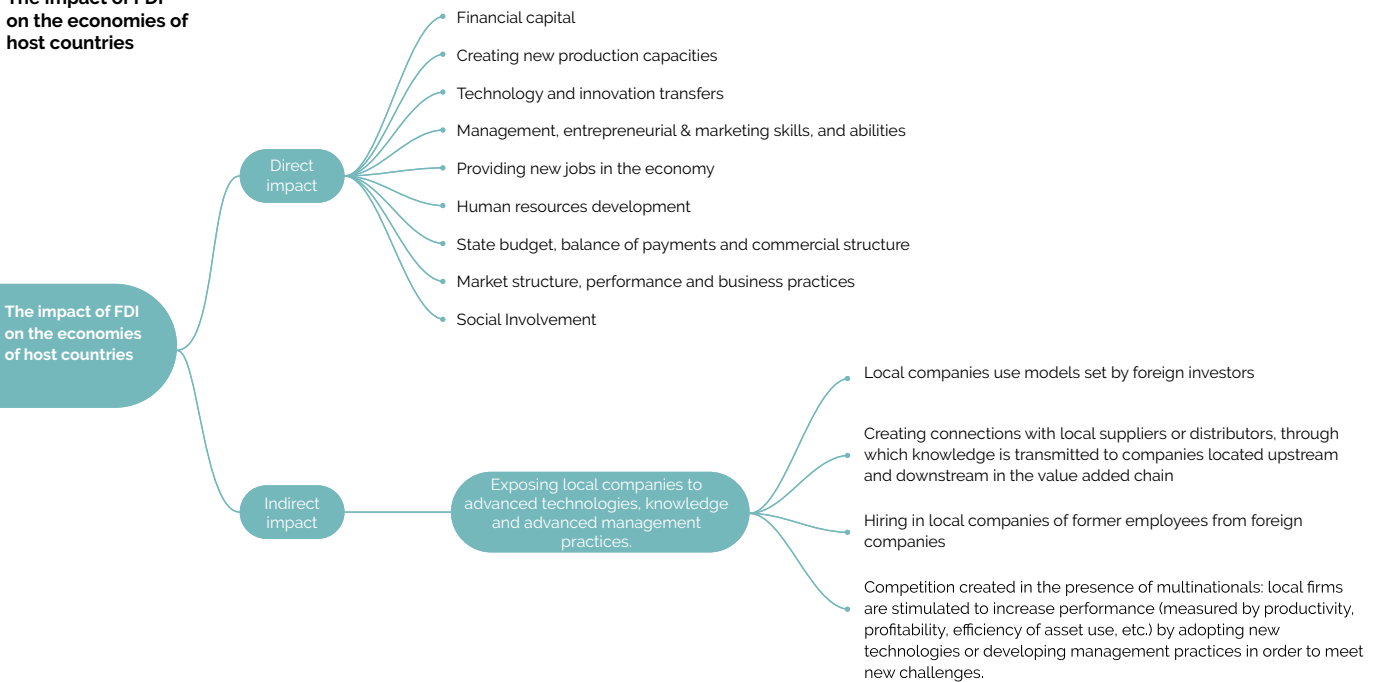 The impact of FDI
on the economies of
host countries
Financial capital
Creating new production capacities
Technology and innovation transfers
Management, entrepreneurial & marketing skills, and abilities
Direct
impact
Providing new jobs in the economy
Human resources development
State budget, balance of payments and commercial structure
Market structure, performance and business practices
Social Involvement
The impact of FDI
on the economies
of host countries
Indirect
impact
Exposing local companies to
advanced technologies, knowledge
and advanced management
practices.
Local companies use models set by foreign investors
Creating connections with local suppliers or distributors, through
which knowledge is transmitted to companies located upstream
and downstream in the value added chain
Hiring in local companies of former employees from foreign
companies
Competition created in the presence of multinationals: local firms
are stimulated to increase performance (measured by productivity,
profitability, efficiency of asset use, etc.) by adopting new
technologies or developing management practices in order to meet
new challenges.